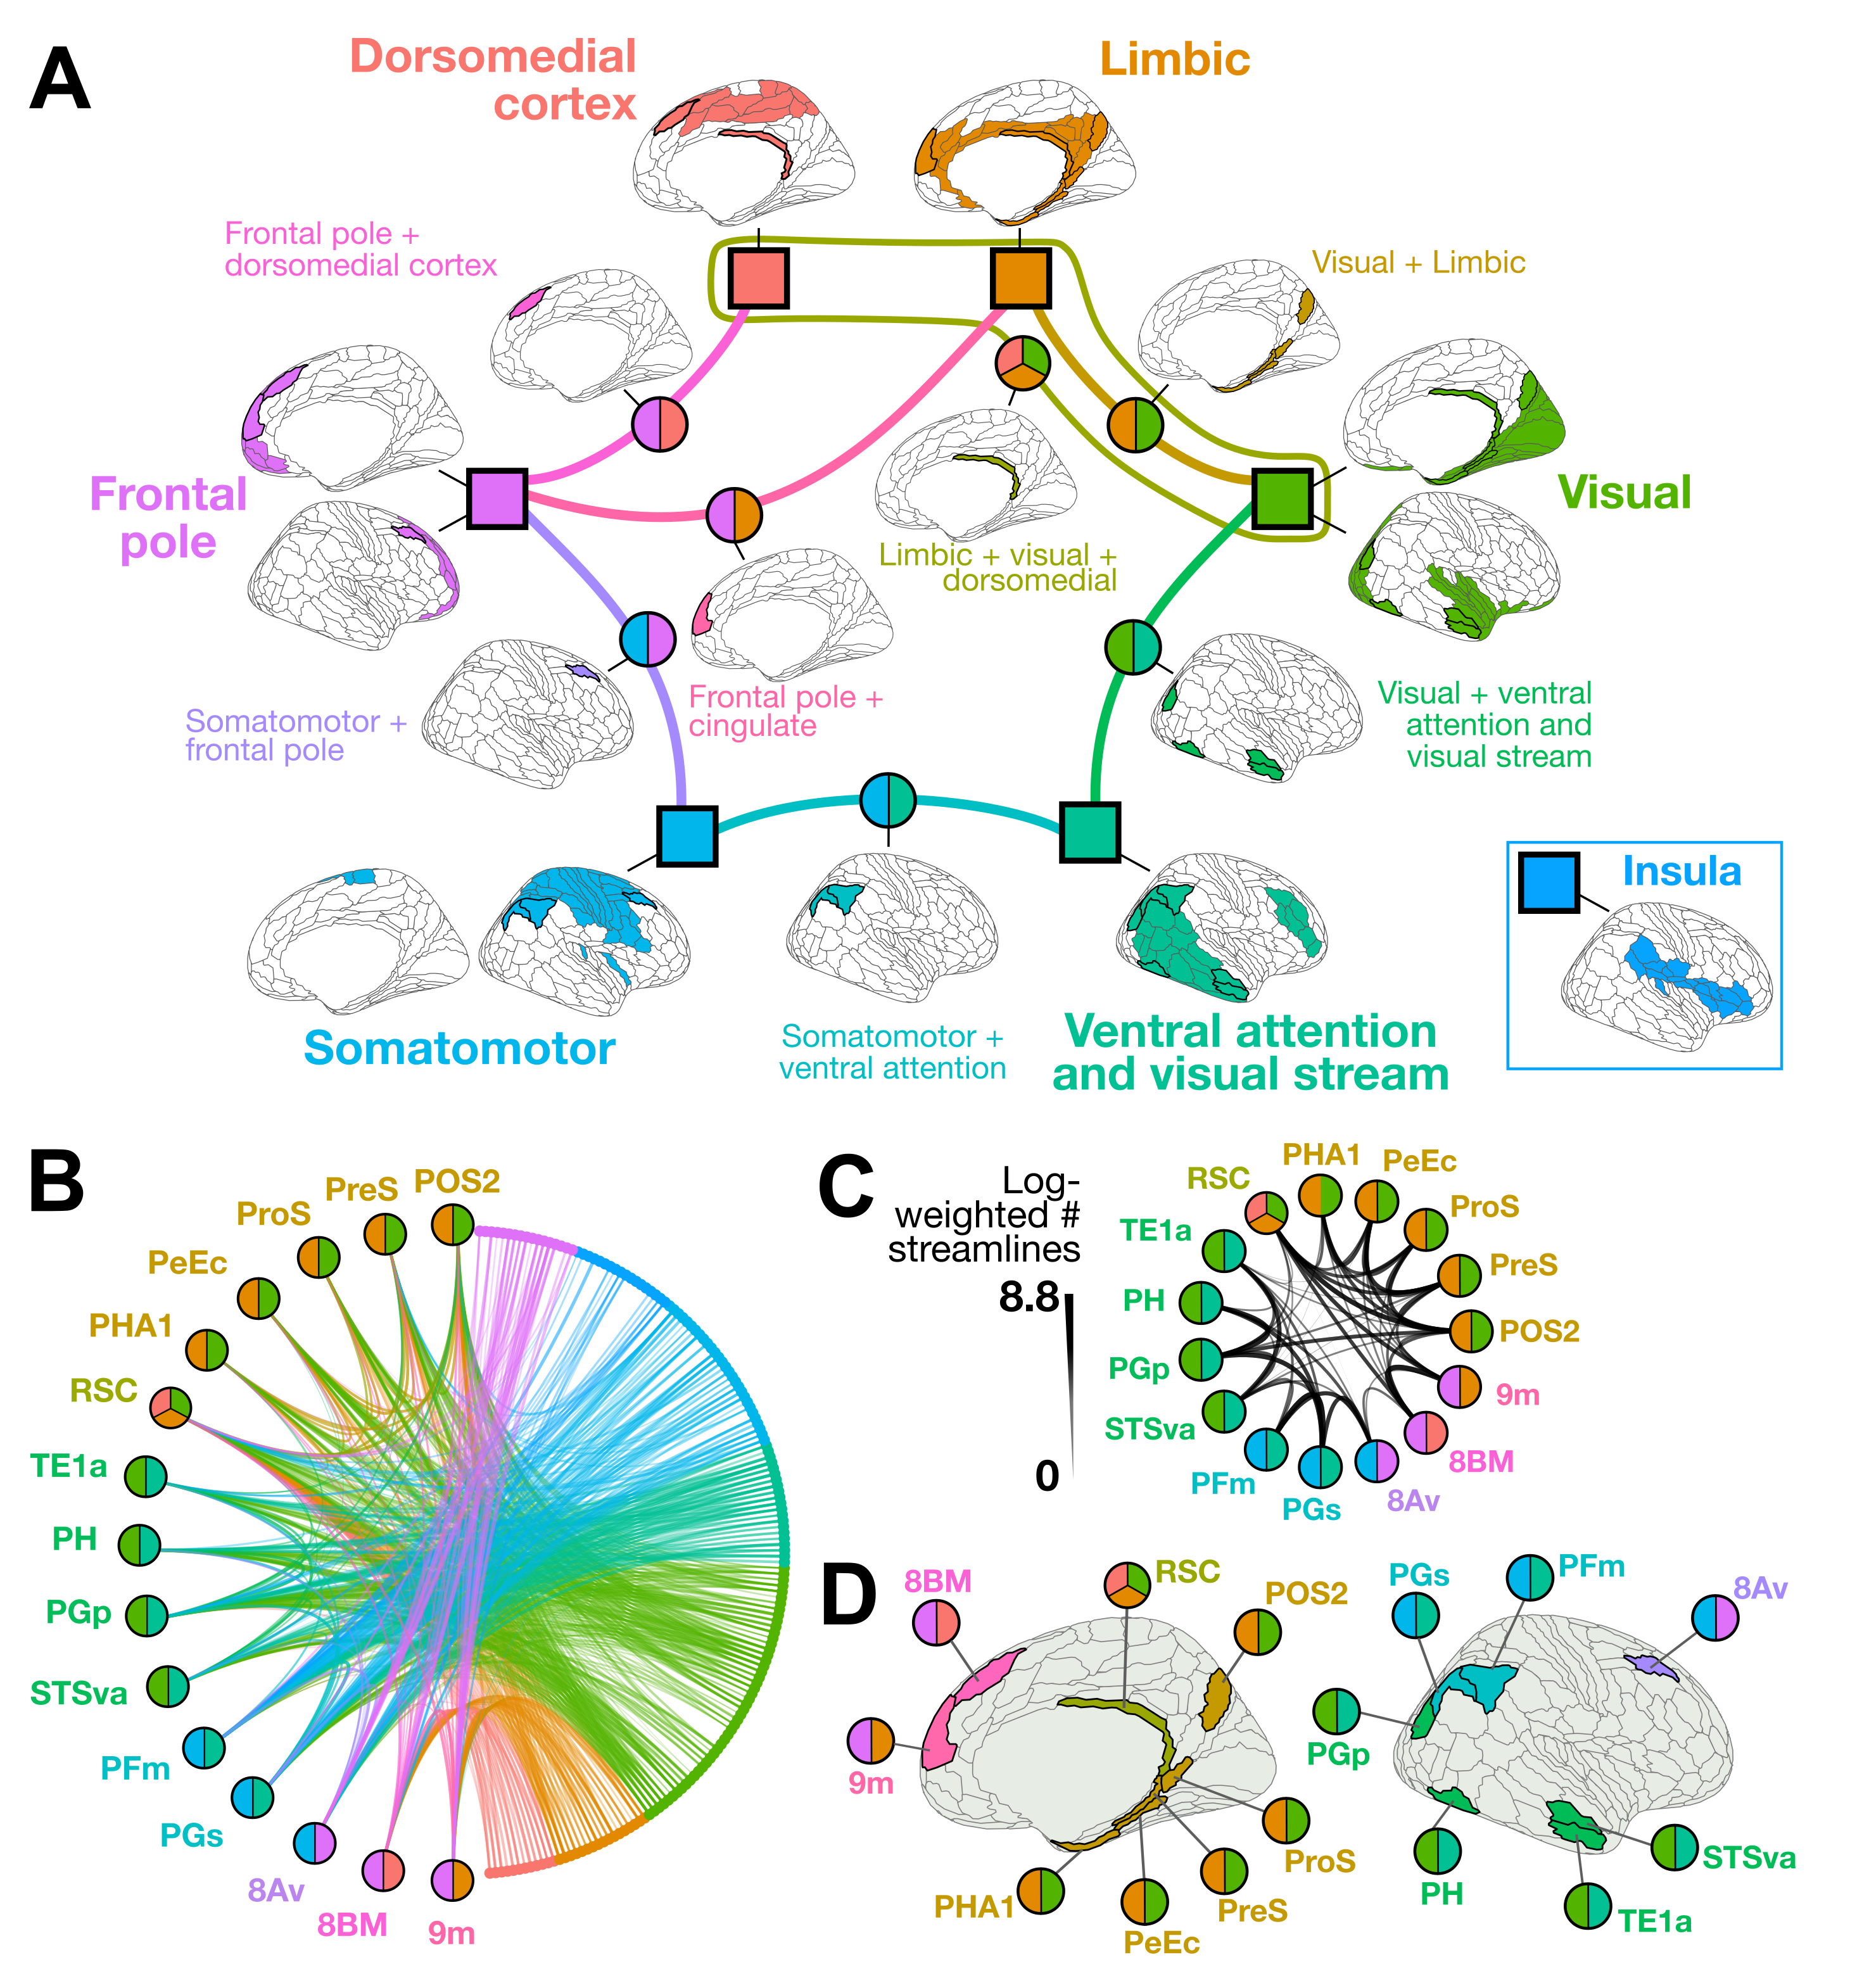 A
Dorsomedial
cortex
Limbic
Frontal pole +
dorsomedial cortex
Visual + Limbic
Frontal
pole
Visual
Limbic + visual +
dorsomedial
Somatomotor +
frontal pole
Frontal pole +
cingulate
Visual + ventral
attention and
visual stream
Insula
Somatomotor
Somatomotor +
ventral attention
Ventral attention
and visual stream
B
POS2
PreS
ProS
PeEc
PHA1
RSC
TE1a
PH
PGp
STSva
PFm
PGs
8Av
8BM
9m
C
Log-
weighted #
streamlines
8.8
0
PHA1
PeEc
RSC
ProS
TE1a
PreS
PH
POS2
PGp
9m
STSva
8BM
PFm
8Av
PGs
D
8BM
RSC
POS2
9m
ProS
PHA1
PreS
PeEc
PGs
PFm
8Av
PGp
PH
STSva
TE1a